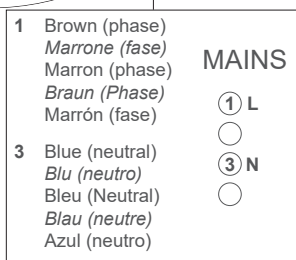 1 Brown (phase)
Marrone (fase)
Marron (phase)
Braun (Phase)
Marrón (fase)
3 Blue (neutral)
Blu (neutro)
Bleu (Neutral)
Blau (neutre)
Azul (neutro)
MAINS
1 L
3 N